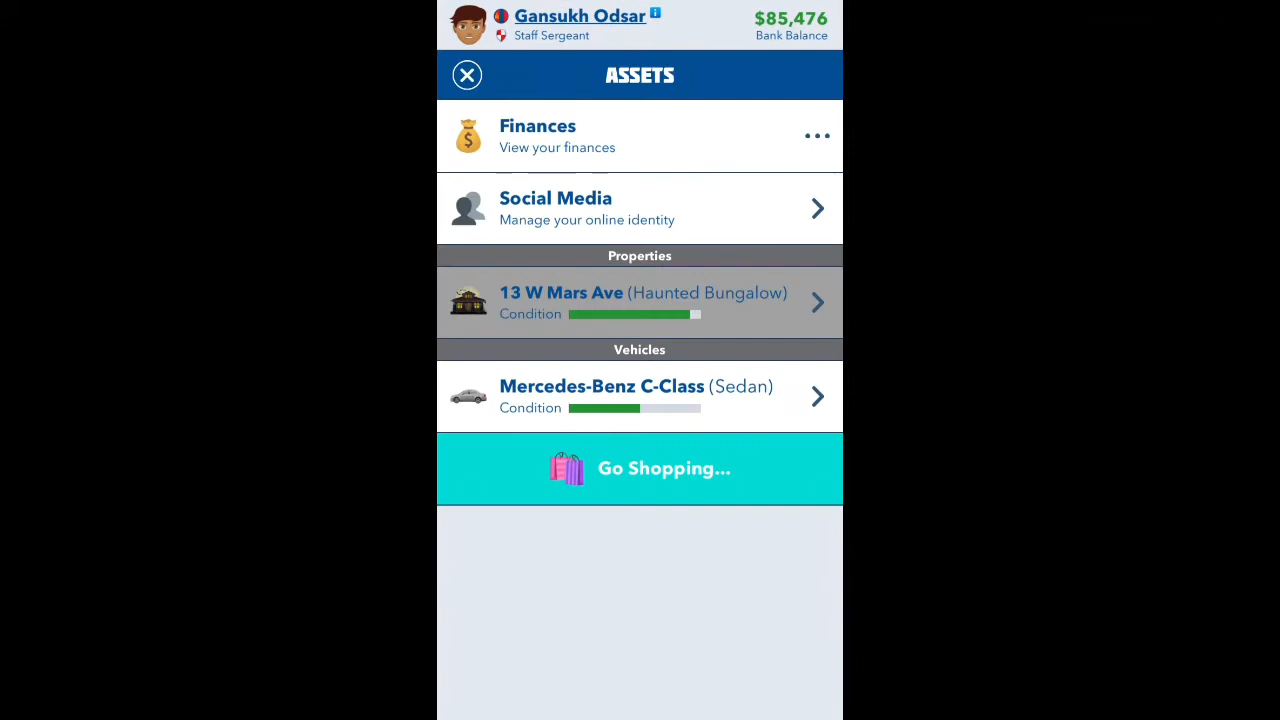 Gansukh Odsar
Staff Sergeant
$85,476
Bank Balance
ASSETS
Finances
View your finances
Social Media
Manage your online identity
Properties
13 W Mars Ave (Haunted Bungalow)
Condition
Vehicles
Mercedes-Benz C-Class (Sedan)
Condition
Go Shopping...